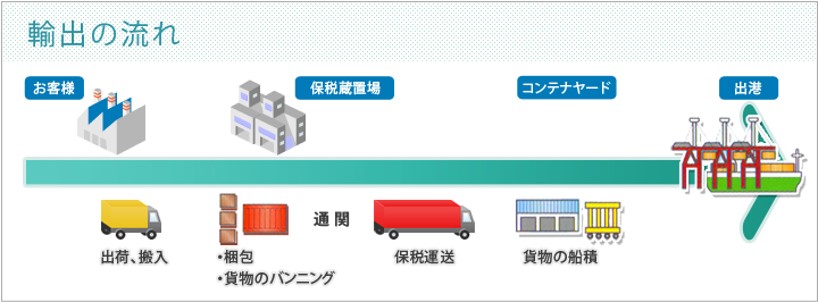 輸出の流れ
お客様
保税蔵置場
コンテナヤード
出港
通関
出荷、搬入
・梱包
・貨物のバンニング
保税運送
貨物の船積